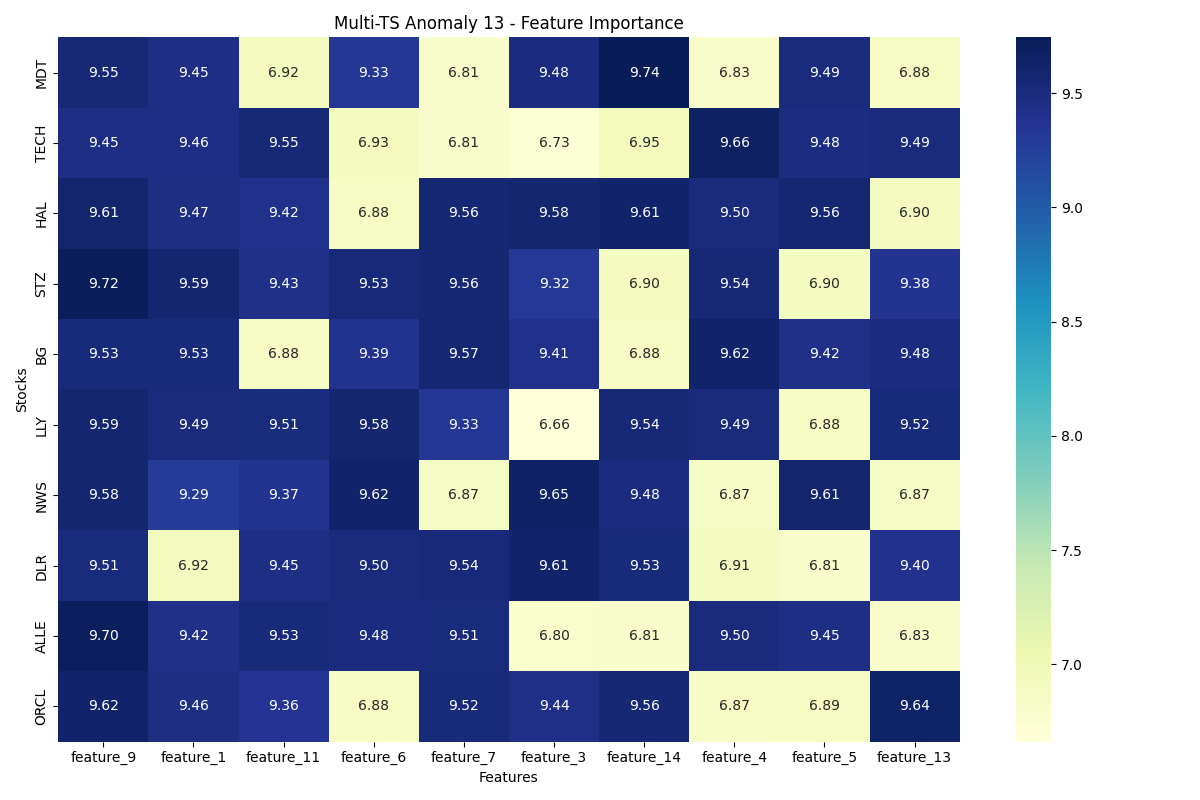 Multi-TS Anomaly 13 - Feature Importance
Stocks
MDT 9.55 9.45 6.92 9.33 6.81 9.48 9.74 6.83 9.49 6.88
TECH 9.45 9.46 9.55 6.93 6.81 6.73 6.95 9.66 9.48 9.49
HAL 9.61 9.47 9.42 6.88 9.56 9.58 9.61 9.50 9.56 6.90
STZ 9.72 9.59 9.43 9.53 9.56 9.32 6.90 9.54 6.90 9.38
BG 9.53 9.53 6.88 9.39 9.57 9.41 6.88 9.62 9.42 9.48
LLY 9.59 9.49 9.51 9.58 9.33 6.66 9.54 9.49 6.88 9.52
NWS 9.58 9.29 9.37 9.62 6.87 9.65 9.48 6.87 9.61 6.87
DLR 9.51 6.92 9.45 9.50 9.54 9.61 9.53 6.91 6.81 9.40
ALLE 9.70 9.42 9.53 9.48 9.51 6.80 6.81 9.50 9.45 6.83
ORCL 9.62 9.46 9.36 6.88 9.52 9.44 9.56 6.87 6.89 9.64
feature_9 feature_1 feature_11 feature_6 feature_7 feature_3 feature_14 feature_4 feature_5 feature_13
Features
9.5
9.0
8.5
8.0
7.5
7.0